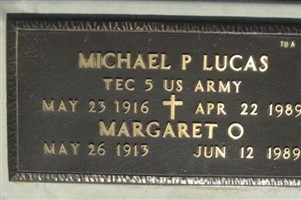 18A
MICHAEL P LUCAS
TEC 5 US ARMY
MAY 23 1916 APR 22 1989
MARGARET O
MAY 26 1913 JUN 12 1989